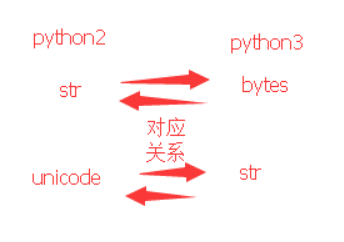 python2
python3
str
bytes
对应
关系
unicode
str